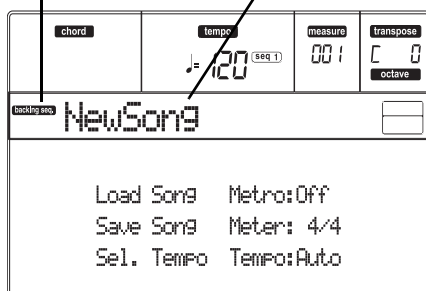 chord tempo measure transpose
♩=120 seq 1 001 C 0
octave
backing seq. NewSong
Load Song Metro:Off
Save Song Meter: 4/4
Sel. Tempo Tempo:Auto